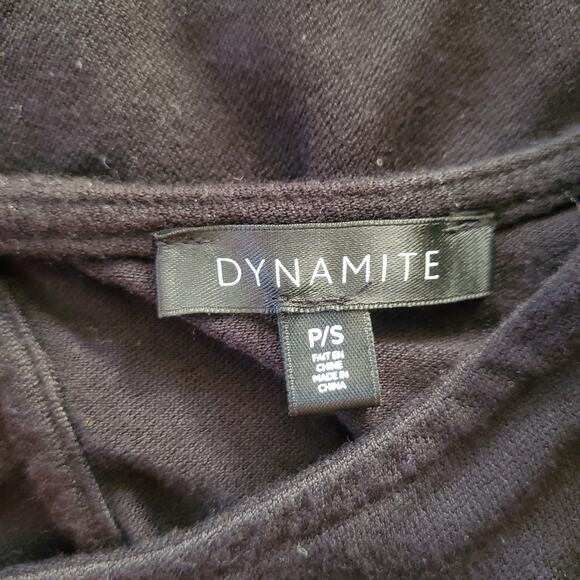 DYNAMITE
P/S
FAIT EN
CHINE
MADE IN
CHINA